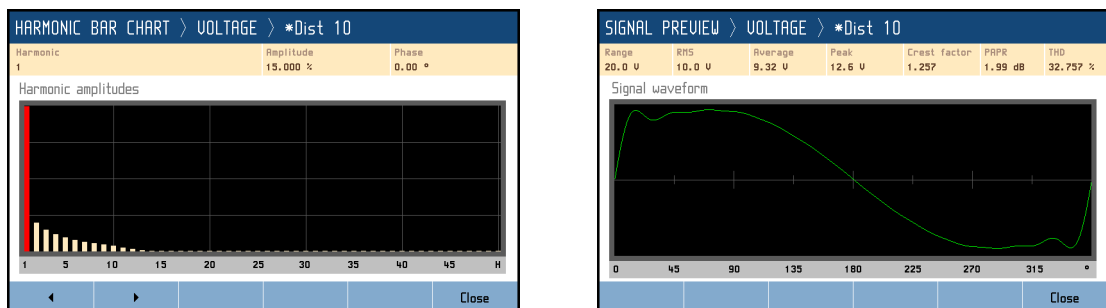 HARMONIC BAR CHART > VOLTAGE > *Dist 10
Harmonic Amplitude Phase
1 15.000 % 0.00 °
Harmonic amplitudes
1 5 10 15 20 25 30 35 40 45 H
Close
SIGNAL PREVIEW > VOLTAGE > *Dist 10
Range RMS Average Peak Crest factor PAPR THD
20.0 V 10.0 V 9.32 V 12.6 V 1.257 1.99 dB 32.757 %
Signal waveform
0 45 90 135 180 225 270 315 °
Close